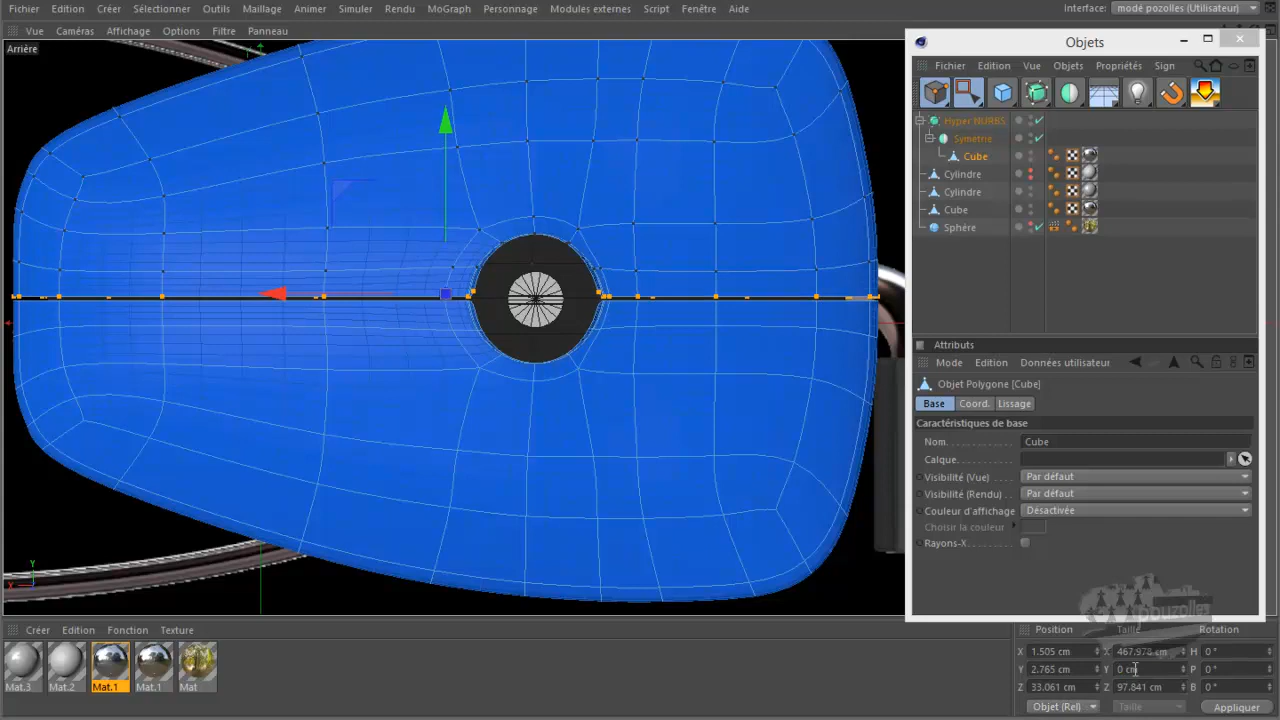 Fichier Edition Créer Sélectionner Outils Maillage Animer Simuler Rendu MoGraph Personnage Modules externes Script Fenêtre Aide Interface: modé pozolles (Utilisateur)
Vue Caméras Affichage Options Filtre Panneau
Arrière
Objets
Fichier Edition Vue Objets Propriétés Sign
Hyper NURBS
Symétrie
Cube
Cylindre
Cylindre
Cube
Sphère
Attributs
Mode Edition Données utilisateur
Objet Polygone [Cube]
Base Coord. Lissage
Caractéristiques de base
Nom Cube
Calque
Visibilité (Vue) Par défaut
Visibilité (Rendu) Par défaut
Couleur d'affichage Désactivée
Choisir la couleur
Rayons-X
Y
X
pouzolles
Créer Edition Fonction Texture
Mat.3 Mat.2 Mat.1 Mat.1 Mat
Position Taille Rotation
X 1.505 cm X 467.978 cm H 0 °
Y 2.765 cm Y 0 cm P 0 °
Z 33.061 cm Z 97.841 cm B 0 °
Objet (Rel) Taille Appliquer